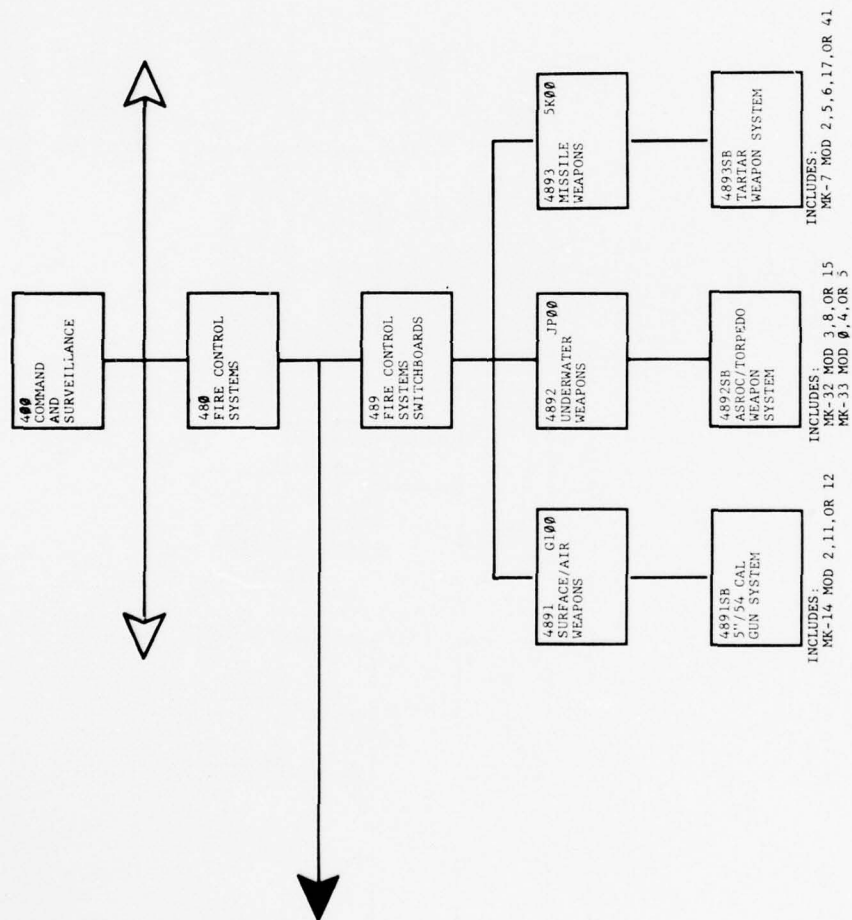 400
COMMAND
AND
SURVEILLANCE
480
FIRE CONTROL
SYSTEMS
489
FIRE CONTROL
SYSTEMS
SWITCHBOARDS
4891 G100
SURFACE/AIR
WEAPONS
4892 JP00
UNDERWATER
WEAPONS
4893 5K00
MISSILE
WEAPONS
4891SB
5"/54 CAL
GUN SYSTEM
4892SB
ASROC/TORPEDO
WEAPON
SYSTEM
4893SB
TARTAR
WEAPON SYSTEM
INCLUDES:
MK-14 MOD 2,11,OR 12
INCLUDES:
MK-32 MOD 3,8,OR 15
MK-33 MOD 0,4,OR 5
INCLUDES:
MK-7 MOD 2,5,6,17,OR 41